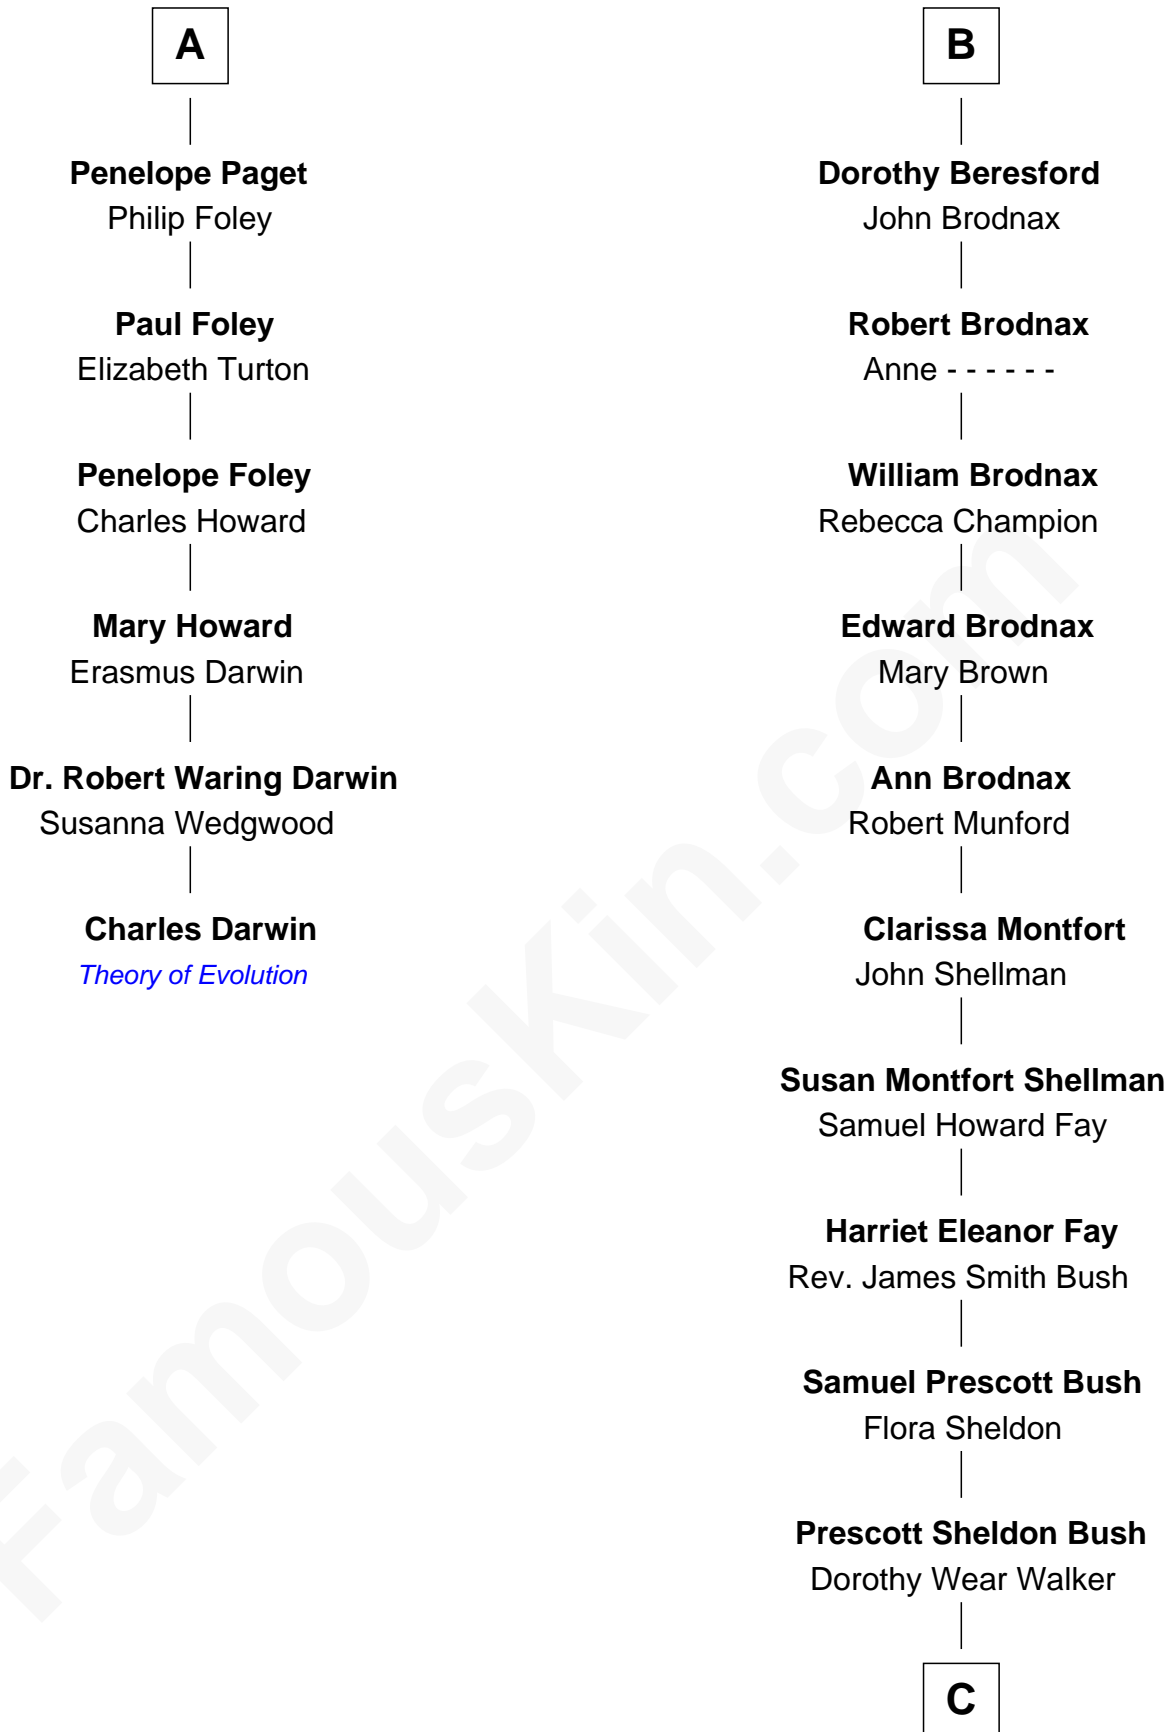 A
Penelope Paget
Philip Foley
Paul Foley
Elizabeth Turton
Penelope Foley
Charles Howard
Mary Howard
Erasmus Darwin
Dr. Robert Waring Darwin
Susanna Wedgwood
Charles Darwin
Theory of Evolution
B
Dorothy Beresford
John Brodnax
Robert Brodnax
Anne - - - - - -
William Brodnax
Rebecca Champion
Edward Brodnax
Mary Brown
Ann Brodnax
Robert Munford
Clarissa Montfort
John Shellman
Susan Montfort Shellman
Samuel Howard Fay
Harriet Eleanor Fay
Rev. James Smith Bush
Samuel Prescott Bush
Flora Sheldon
Prescott Sheldon Bush
Dorothy Wear Walker
C
FamousKin.com